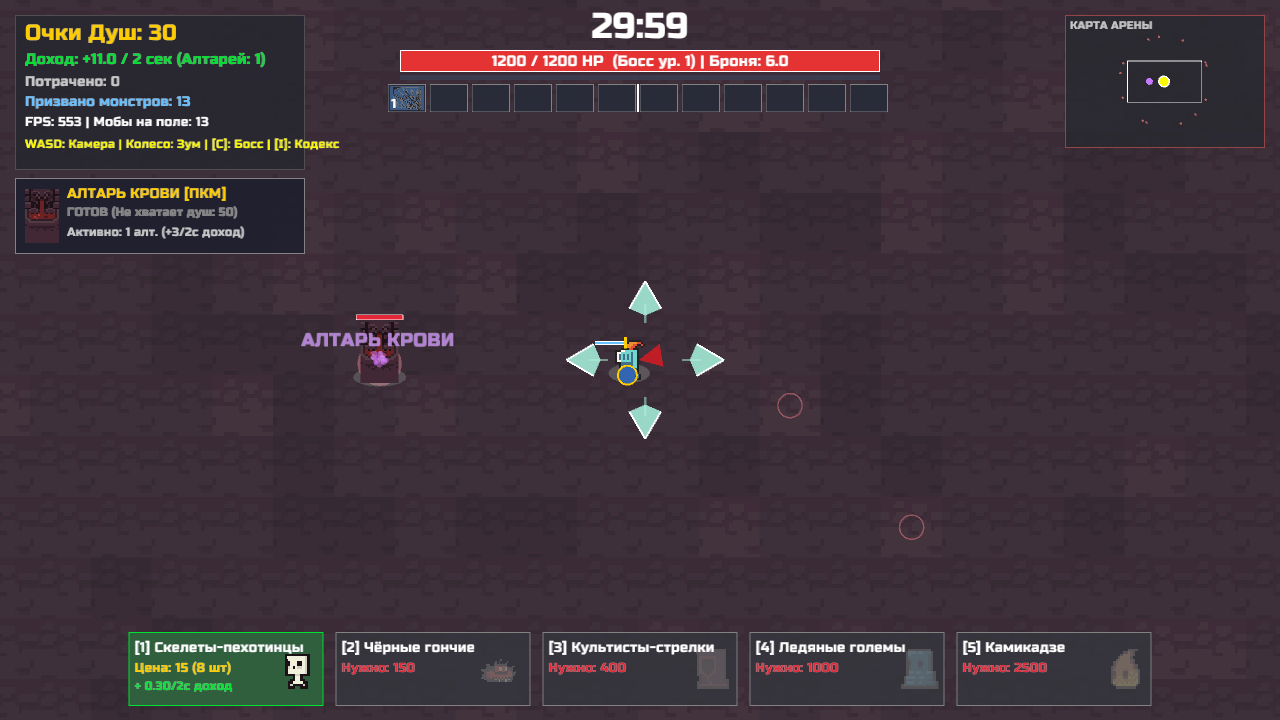 Очки Душ: 30
Доход: +11.0 / 2 сек (Алтарей: 1)
Потрачено: 0
Призвано монстров: 13
FPS: 553 | Мобы на поле: 13
WASD: Камера | Колесо: Зум | [C]: Босс | [I]: Кодекс
АЛТАРЬ КРОВИ [ПКМ]
ГОТОВ (Не хватает душ: 50)
Активно: 1 алт. (+3/2с доход)
29:59
1200 / 1200 HP (Босс ур. 1) | Броня: 6.0
1
КАРТА АРЕНЫ
АЛТАРЬ КРОВИ
[1] Скелеты-пехотинцы
Цена: 15 (8 шт)
+ 0.30/2с доход
[2] Чёрные гончие
Нужно: 150
[3] Культисты-стрелки
Нужно: 400
[4] Ледяные големы
Нужно: 1000
[5] Камикадзе
Нужно: 2500